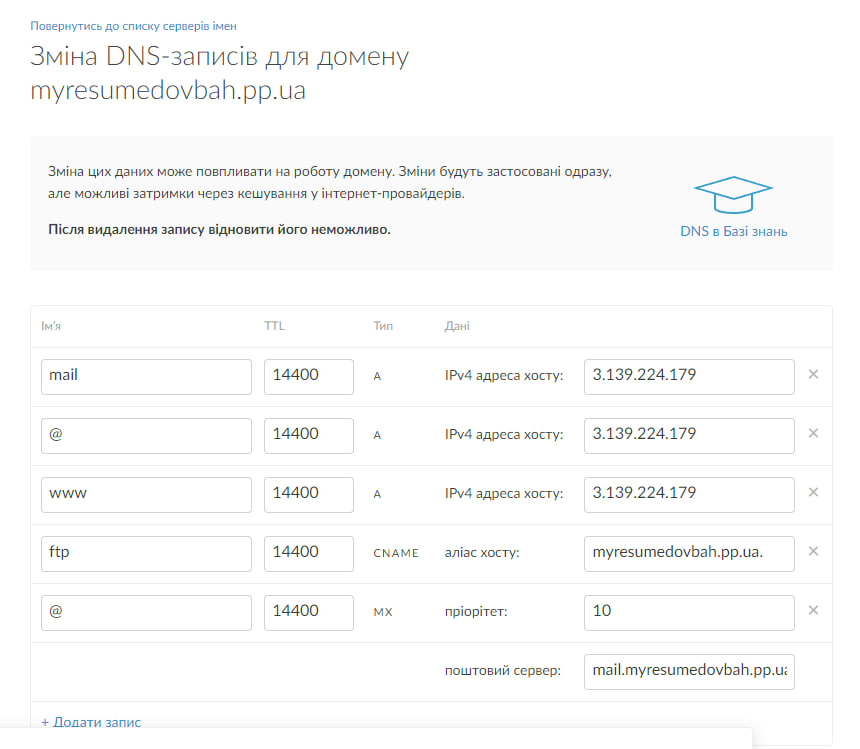 Повернутись до списку серверів імен
Зміна DNS-записів для домену
myresumedovbah.pp.ua
Зміна цих даних може повпливати на роботу домену. Зміни будуть застосовані одразу,
але можливі затримки через кешування у інтернет-провайдерів.
Після видалення запису відновити його неможливо.
DNS в Базі знань
Ім'я TTL Тип Дані
mail 14400 A IPv4 адреса хосту: 3.139.224.179 ×
@ 14400 A IPv4 адреса хосту: 3.139.224.179 ×
www 14400 A IPv4 адреса хосту: 3.139.224.179 ×
ftp 14400 CNAME аліас хосту: myresumedovbah.pp.ua. ×
@ 14400 MX пріорітет: 10 ×
поштовий сервер: mail.myresumedovbah.pp.ua
+ Додати запис